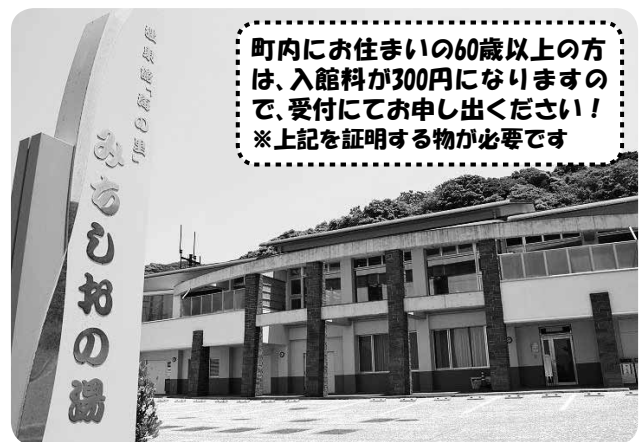 町内にお住まいの60歳以上の方
は、入館料が300円になりますの
で、受付にてお申し出ください！
※上記を証明する物が必要です
みちしおの湯